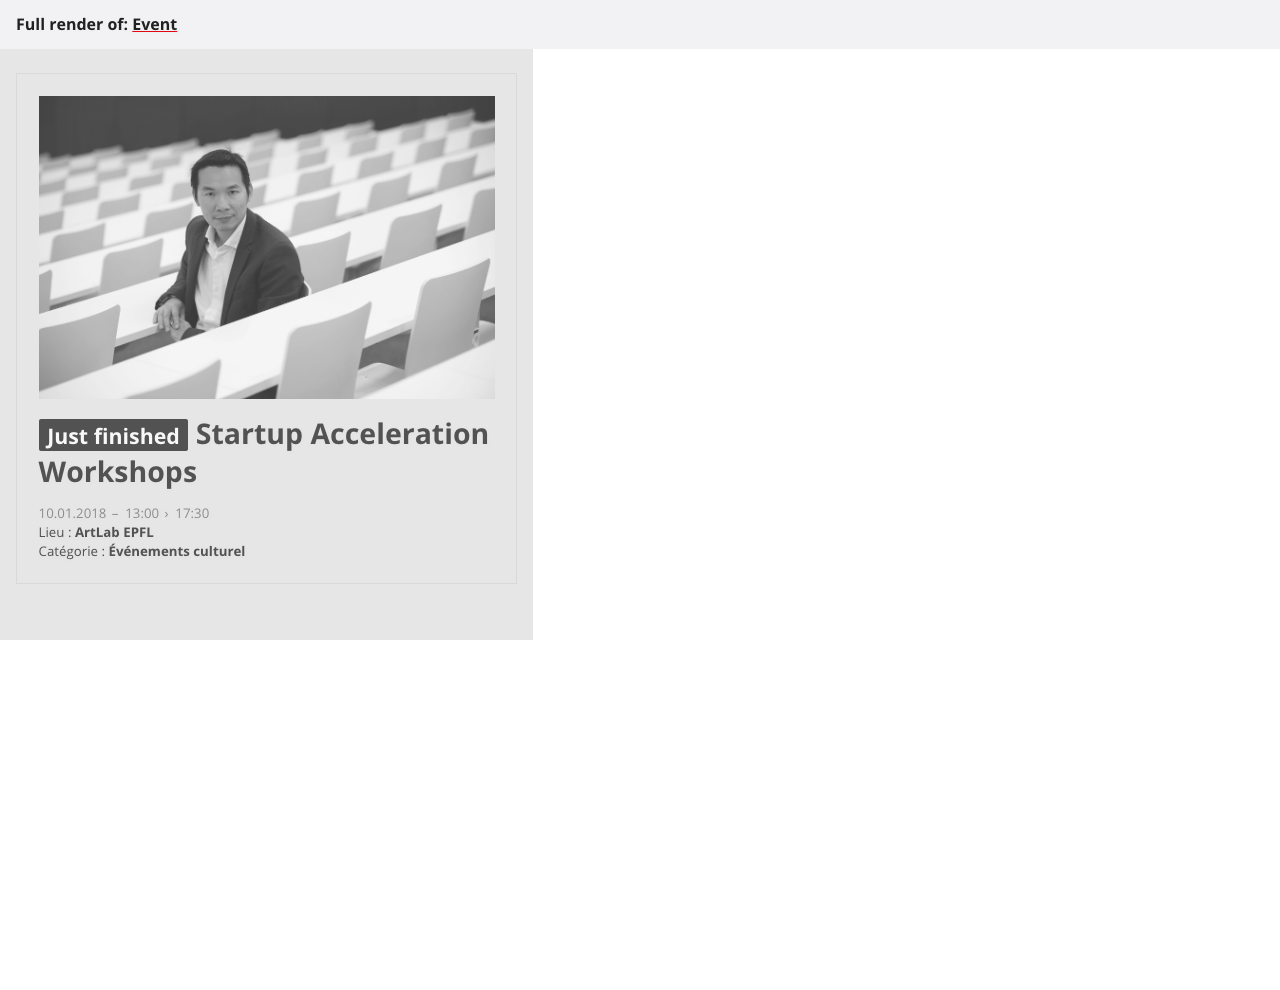 Full render of: Event
Just finished Startup Acceleration
Workshops
10.01.2018 – 13:00 › 17:30
Lieu : ArtLab EPFL
Catégorie : Événements culturel